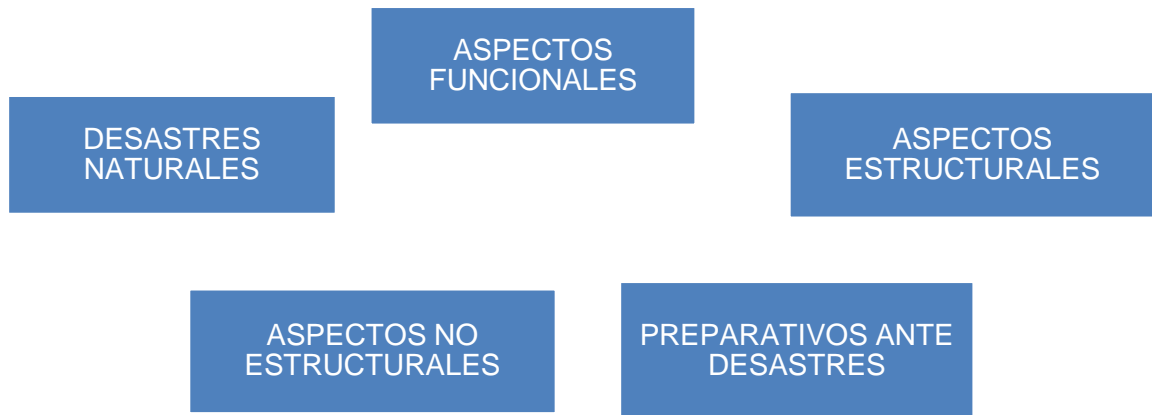 ASPECTOS
FUNCIONALES
DESASTRES
NATURALES
ASPECTOS
ESTRUCTURALES
ASPECTOS NO
ESTRUCTURALES
PREPARATIVOS ANTE
DESASTRES